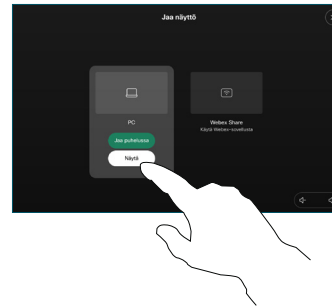 Jaa näyttö
PC
Jaa puhelussa
Näytä
Webex Share
Käytä Webex-sovellusta